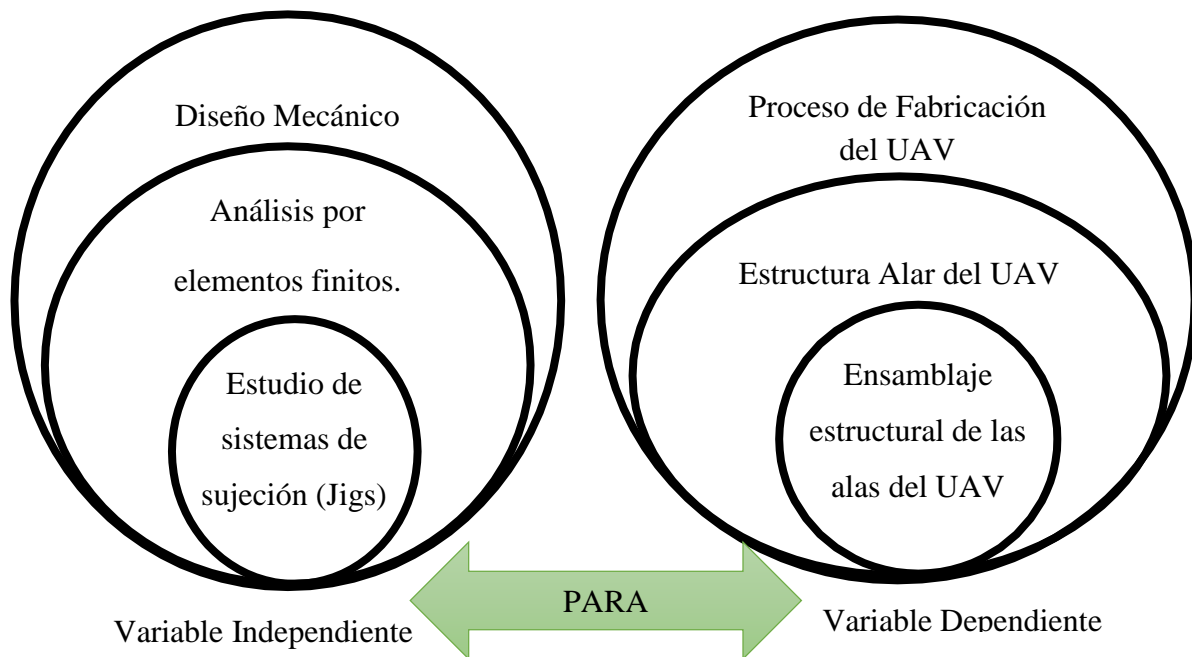 Diseño Mecánico
Análisis por
elementos finitos.
Estudio de
sistemas de
sujeción (Jigs)
Variable Independiente
PARA
Proceso de Fabricación
del UAV
Estructura Alar del UAV
Ensamblaje
estructural de las
alas del UAV
Variable Dependiente